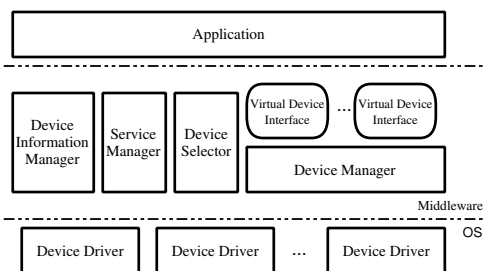 Application
Device
Information
Manager
Service
Manager
Device
Selector
Virtual Device
Interface
...
Virtual Device
Interface
Device Manager
Middleware
OS
Device Driver
Device Driver
...
Device Driver